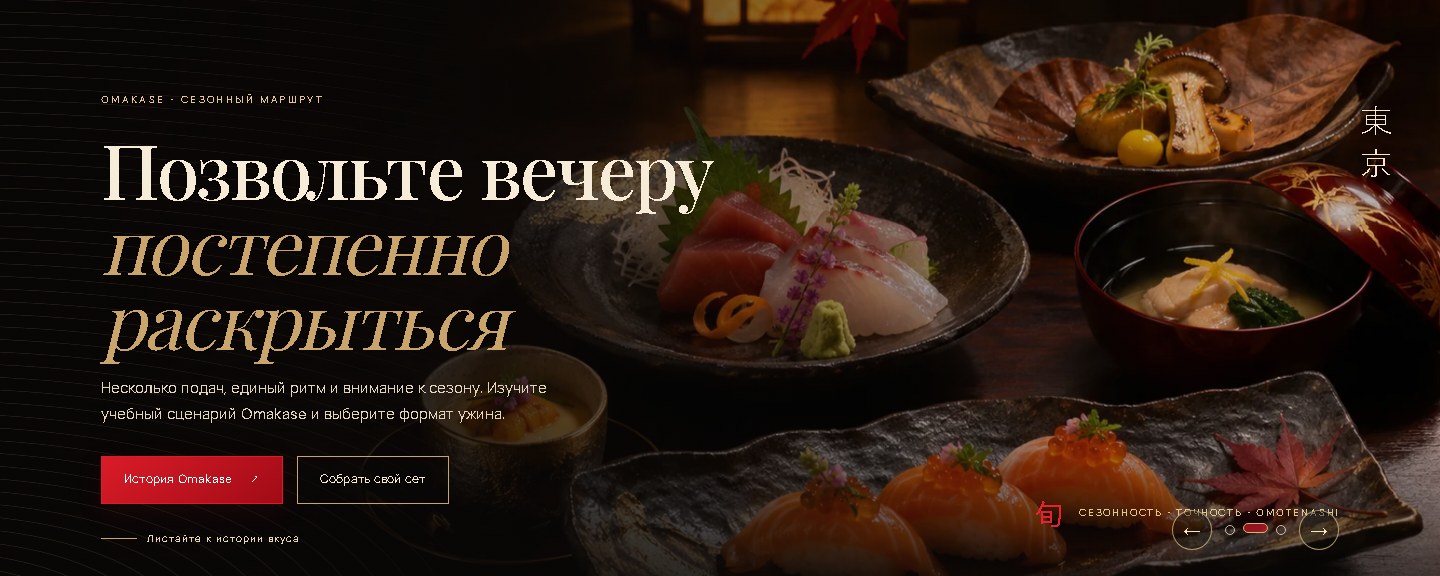 OMAKASE · СЕЗОННЫЙ МАРШРУТ
Позвольте вечеру
постепенно
раскрыться
Несколько подач, единый ритм и внимание к сезону. Изучите
учебный сценарий Omakase и выберите формат ужина.
История Omakase ↗
Собрать свой сет
Листайте к истории вкуса
東
京
旬
СЕЗОННОСТЬ · ТОЧНОСТЬ · OMOTENASHI
← →